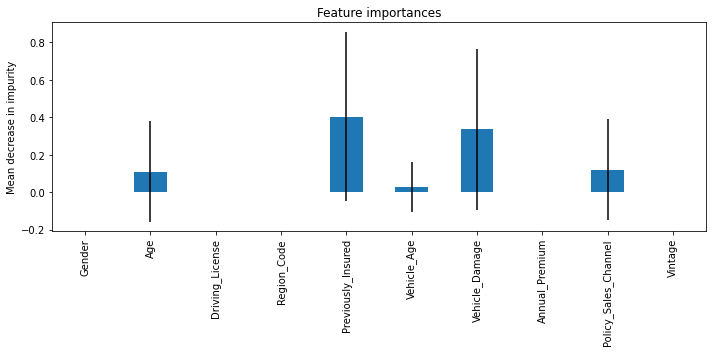 Feature importances
Mean decrease in impurity
0.8
0.6
0.4
0.2
0.0
−0.2
Gender
Age
Driving_License
Region_Code
Previously_Insured
Vehicle_Age
Vehicle_Damage
Annual_Premium
Policy_Sales_Channel
Vintage